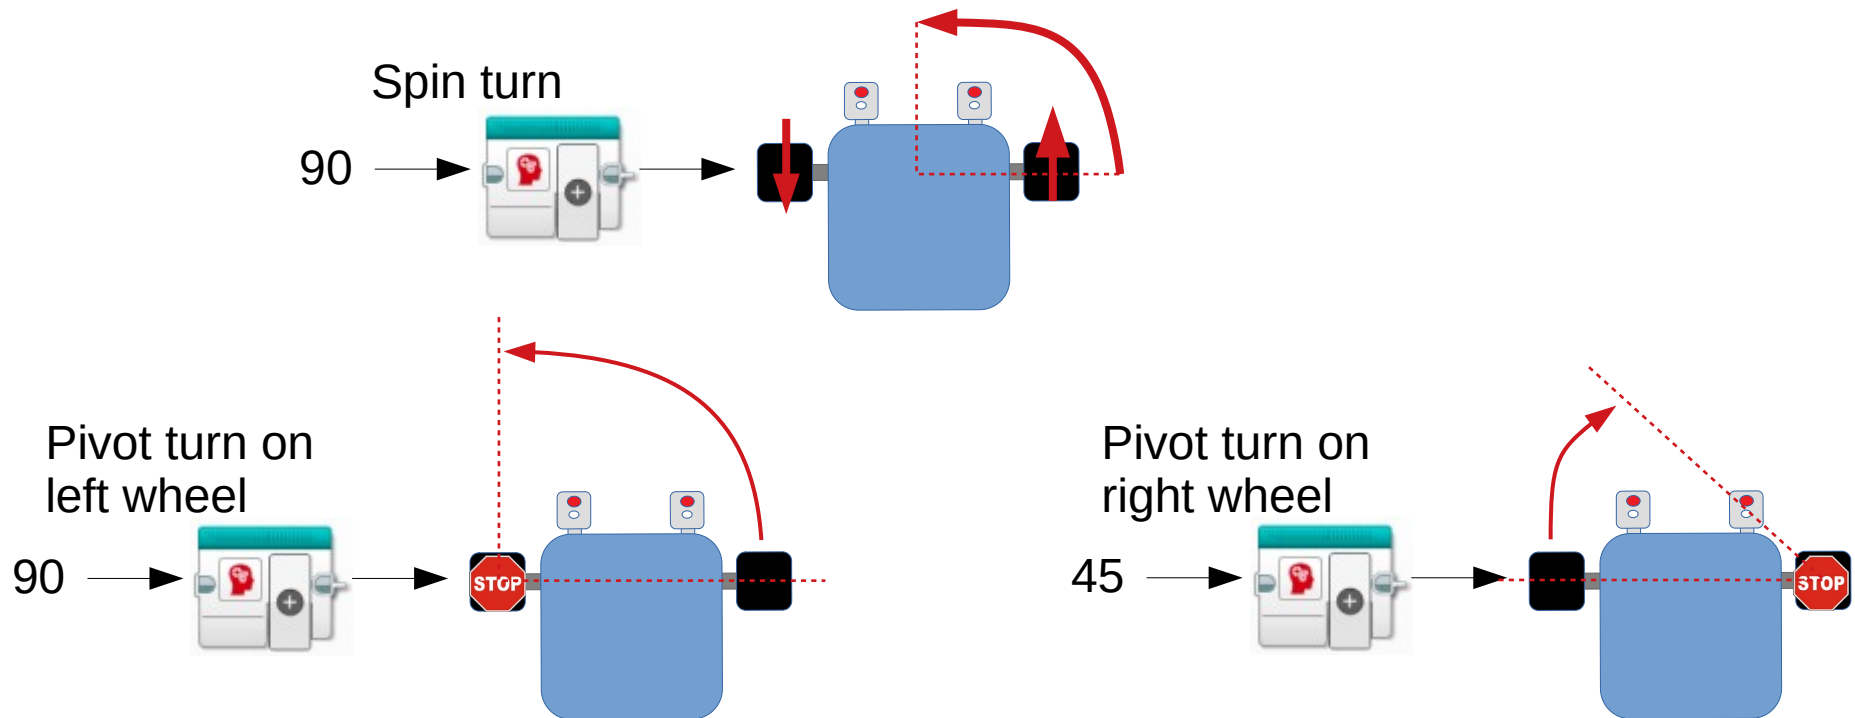 Spin turn
90
Pivot turn on
left wheel
90
STOP
Pivot turn on
right wheel
45
STOP